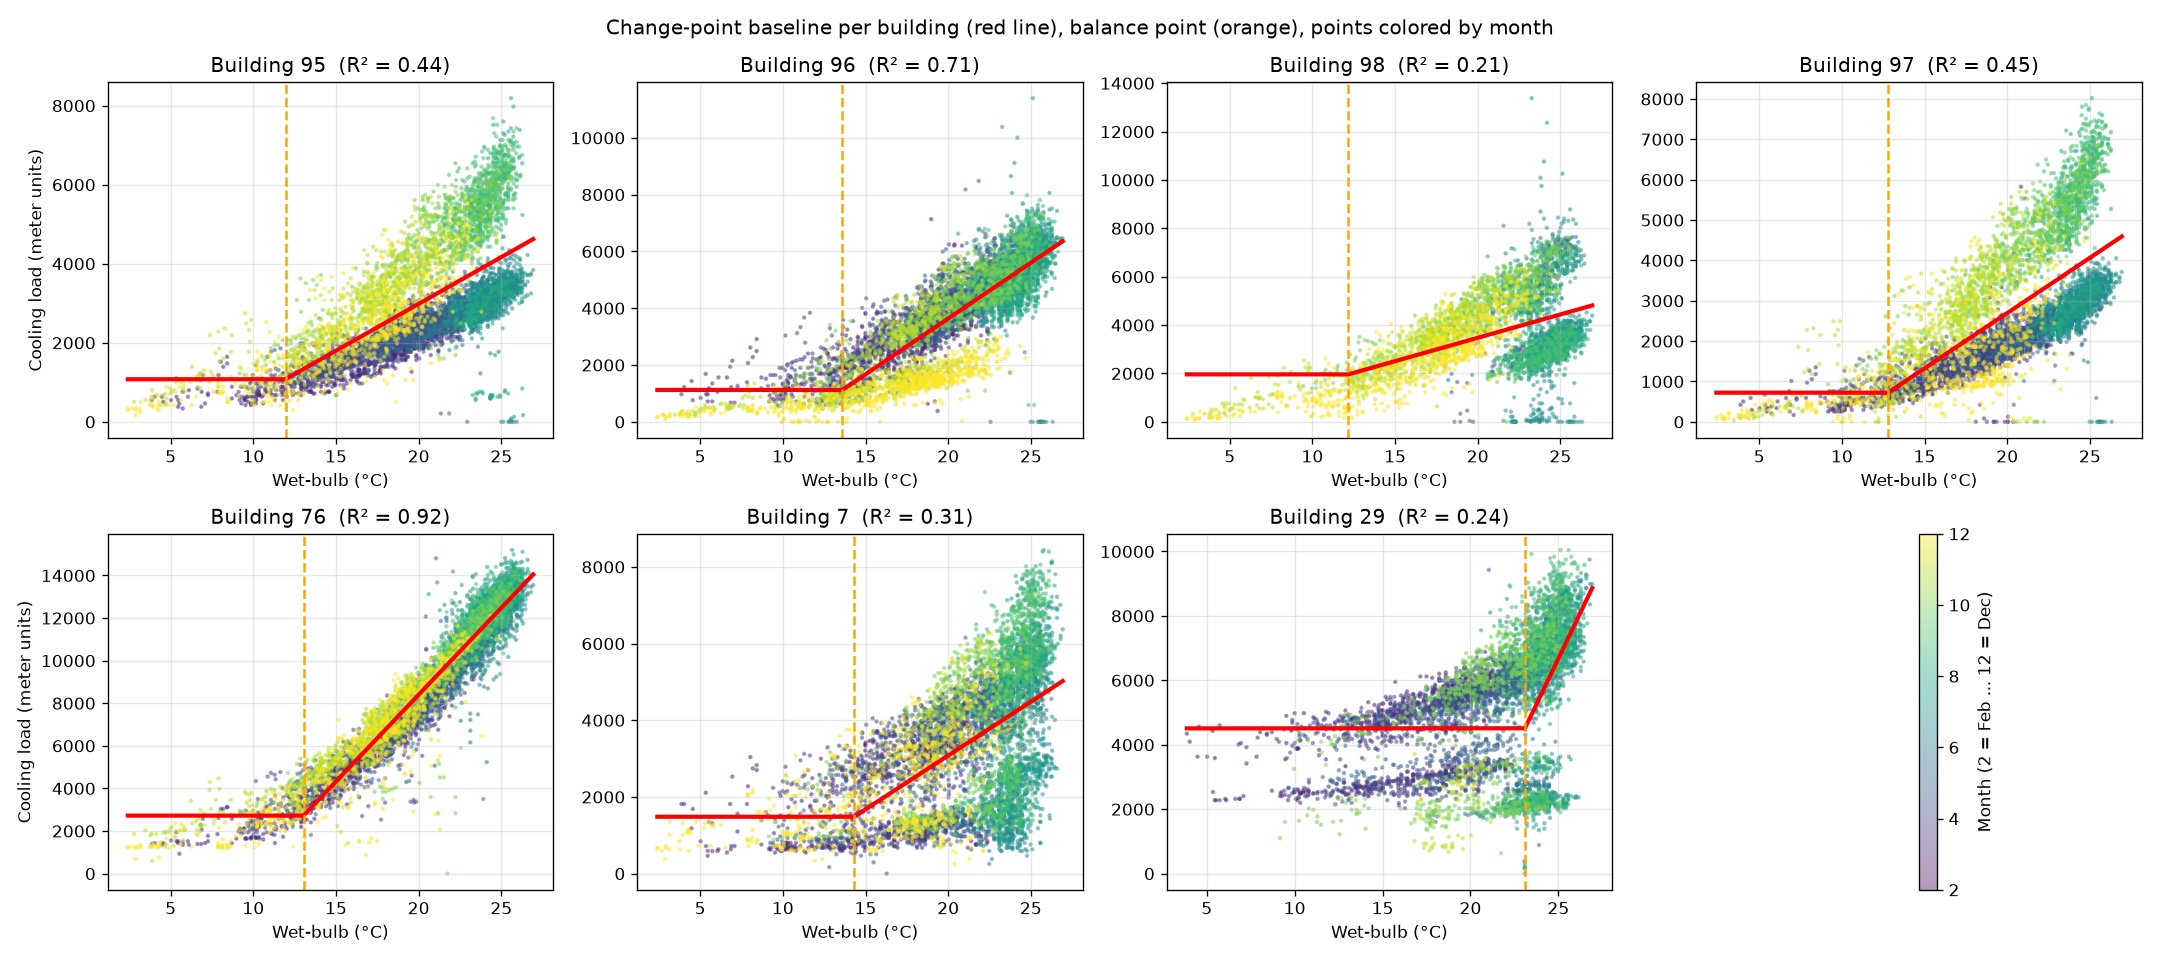 Change-point baseline per building (red line), balance point (orange), points colored by month
Building 95 (R² = 0.44)
Cooling load (meter units)
8000
6000
4000
2000
0
5 10 15 20 25
Wet-bulb (°C)
Building 96 (R² = 0.71)
10000
8000
6000
4000
2000
0
5 10 15 20 25
Wet-bulb (°C)
Building 98 (R² = 0.21)
14000
12000
10000
8000
6000
4000
2000
0
5 10 15 20 25
Wet-bulb (°C)
Building 97 (R² = 0.45)
8000
7000
6000
5000
4000
3000
2000
1000
0
5 10 15 20 25
Wet-bulb (°C)
Building 76 (R² = 0.92)
Cooling load (meter units)
14000
12000
10000
8000
6000
4000
2000
0
5 10 15 20 25
Wet-bulb (°C)
Building 7 (R² = 0.31)
8000
6000
4000
2000
0
5 10 15 20 25
Wet-bulb (°C)
Building 29 (R² = 0.24)
10000
8000
6000
4000
2000
0
5 10 15 20 25
Wet-bulb (°C)
12
10
8
6
4
2
Month (2 = Feb ... 12 = Dec)